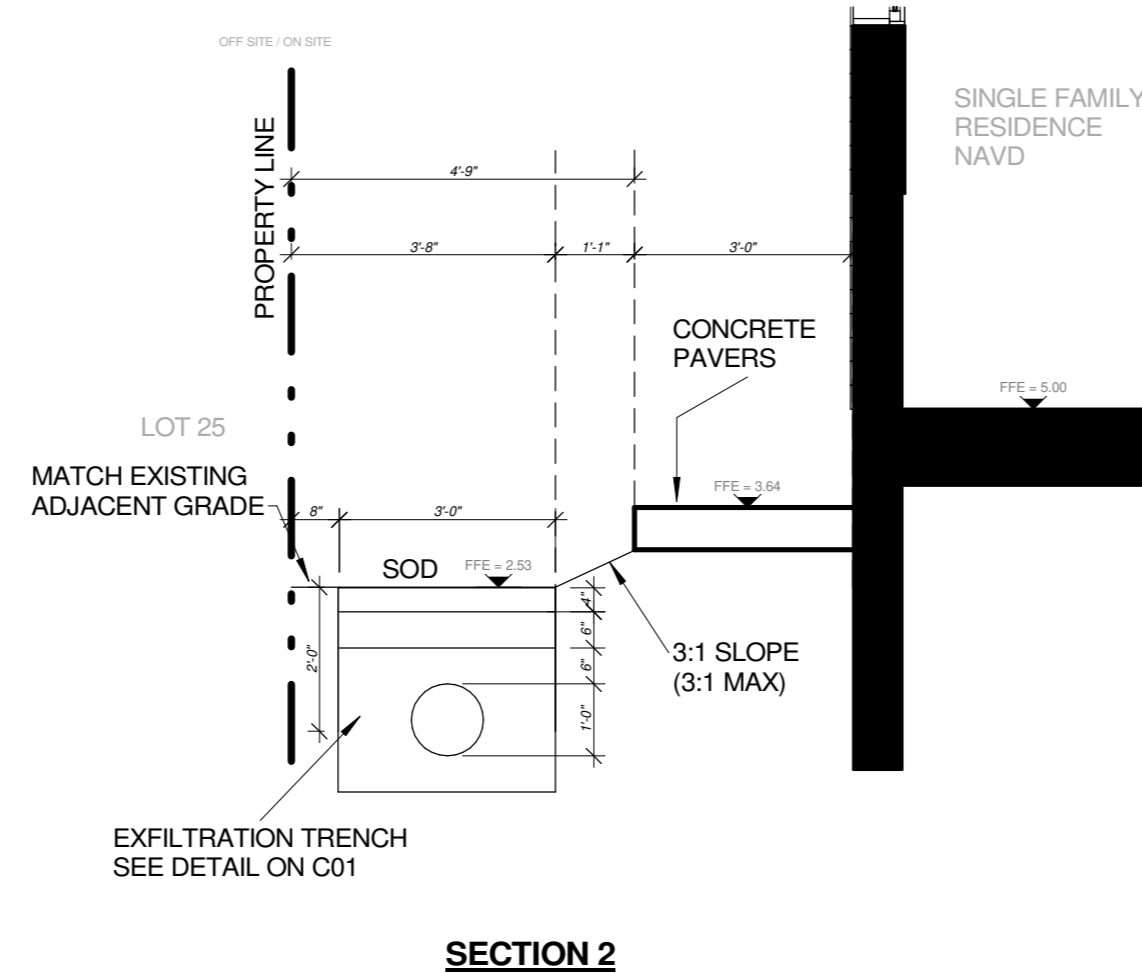 OFF SITE / ON SITE
PROPERTY LINE
SINGLE FAMILY
RESIDENCE
NAVD
4'-9"
3'-8"
1'-1"
3'-0"
CONCRETE
PAVERS
FFE = 5.00
LOT 25
MATCH EXISTING
ADJACENT GRADE
8"
3'-0"
FFE = 3.64
SOD
FFE = 2.53
4"
6"
6"
1'-0"
2'-0"
3:1 SLOPE
(3:1 MAX)
EXFILTRATION TRENCH
SEE DETAIL ON C01
SECTION 2